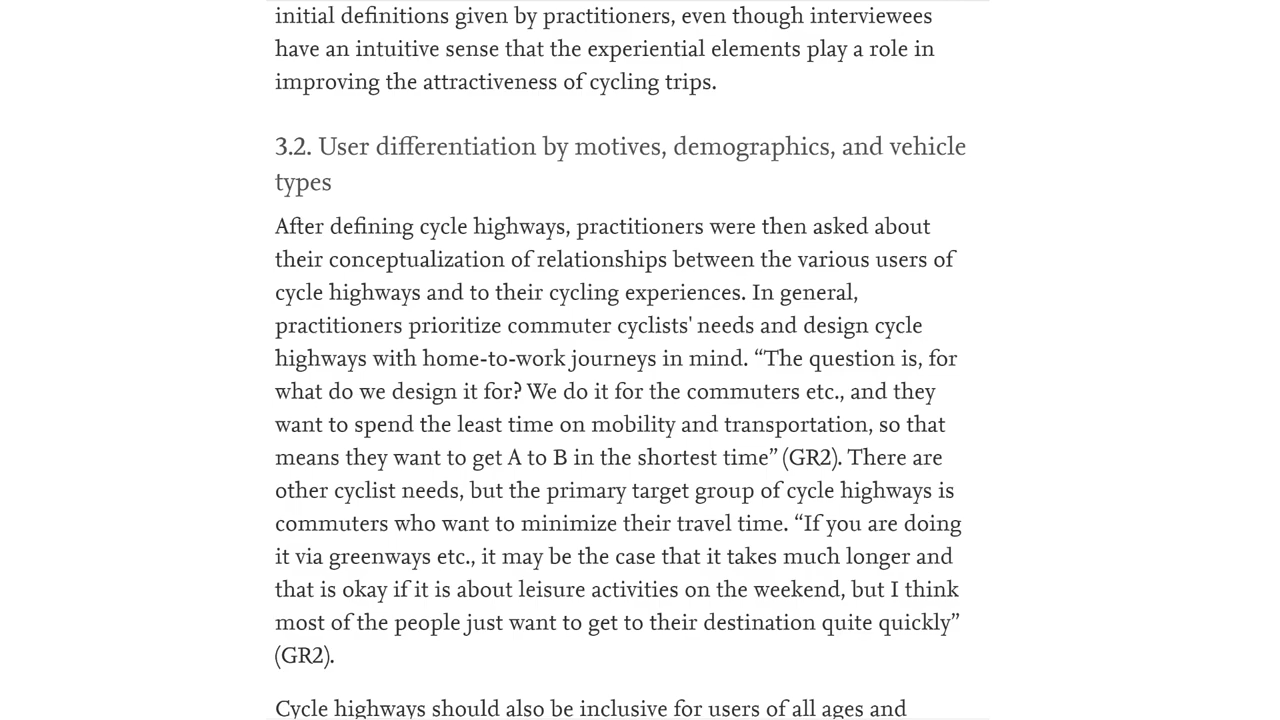 initial definitions given by practitioners, even though interviewees
have an intuitive sense that the experiential elements play a role in
improving the attractiveness of cycling trips.
3.2. User differentiation by motives, demographics, and vehicle
types
After defining cycle highways, practitioners were then asked about
their conceptualization of relationships between the various users of
cycle highways and to their cycling experiences. In general,
practitioners prioritize commuter cyclists' needs and design cycle
highways with home-to-work journeys in mind. “The question is, for
what do we design it for? We do it for the commuters etc., and they
want to spend the least time on mobility and transportation, so that
means they want to get A to B in the shortest time” (GR2). There are
other cyclist needs, but the primary target group of cycle highways is
commuters who want to minimize their travel time. “If you are doing
it via greenways etc., it may be the case that it takes much longer and
that is okay if it is about leisure activities on the weekend, but I think
most of the people just want to get to their destination quite quickly”
(GR2).
Cycle highways should also be inclusive for users of all ages and